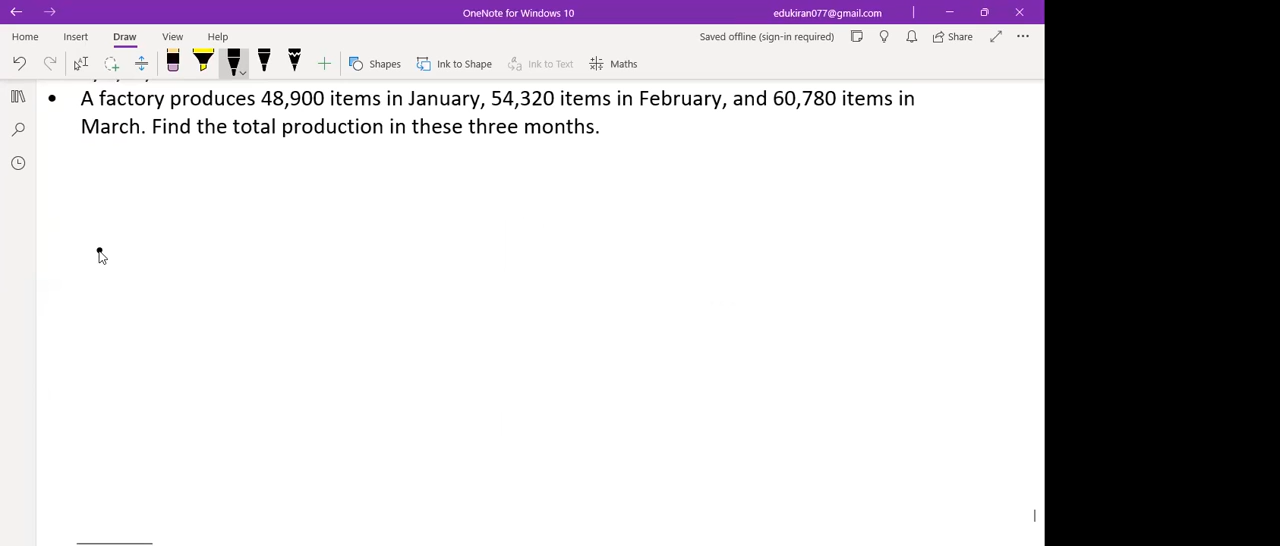 OneNote for Windows 10
edukiran077@gmail.com
Home Insert Draw View Help
Saved offline (sign-in required)
Share
Shapes
Ink to Shape
Ink to Text
Maths
• A factory produces 48,900 items in January, 54,320 items in February, and 60,780 items in
March. Find the total production in these three months.